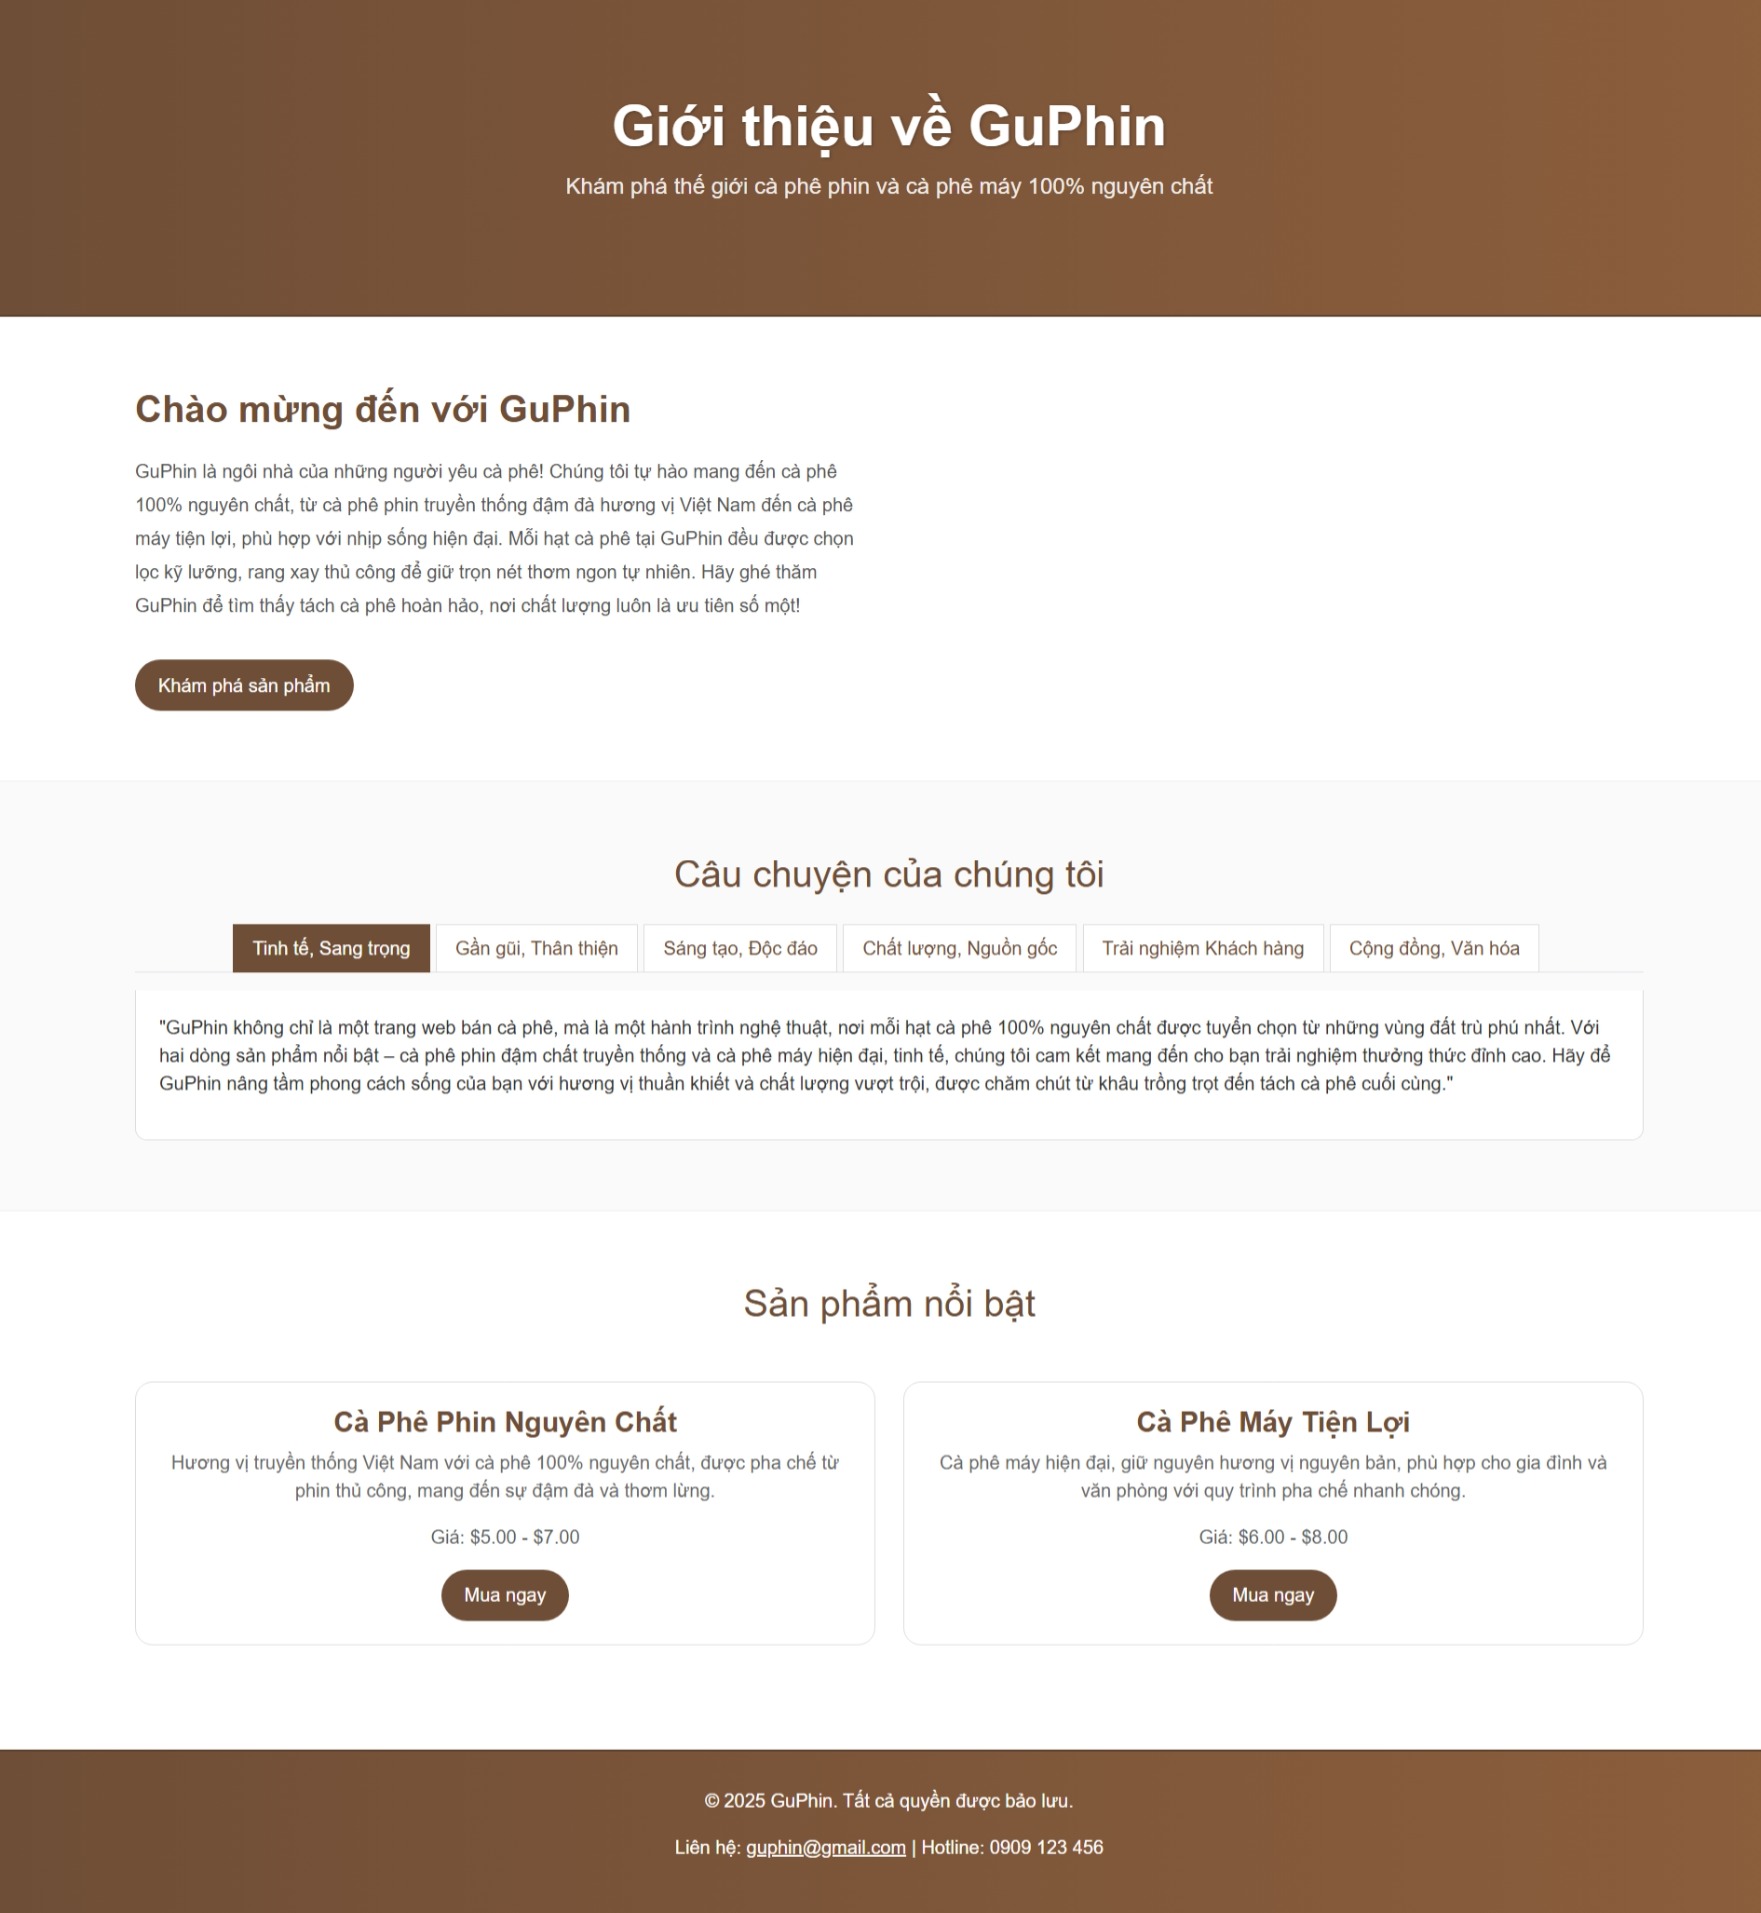 Giới thiệu về GuPhin
Khám phá thế giới cà phê phin và cà phê máy 100% nguyên chất
Chào mừng đến với GuPhin
GuPhin là ngôi nhà của những người yêu cà phê! Chúng tôi tự hào mang đến cà phê
100% nguyên chất, từ cà phê phin truyền thống đậm đà hương vị Việt Nam đến cà phê
máy tiện lợi, phù hợp với nhịp sống hiện đại. Mỗi hạt cà phê tại GuPhin đều được chọn
lọc kỹ lưỡng, rang xay thủ công để giữ trọn nét thơm ngon tự nhiên. Hãy ghé thăm
GuPhin để tìm thấy tách cà phê hoàn hảo, nơi chất lượng luôn là ưu tiên số một!
Khám phá sản phẩm
Câu chuyện của chúng tôi
Tinh tế, Sang trọng
Gần gũi, Thân thiện
Sáng tạo, Độc đáo
Chất lượng, Nguồn gốc
Trải nghiệm Khách hàng
Cộng đồng, Văn hóa
"GuPhin không chỉ là một trang web bán cà phê, mà là một hành trình nghệ thuật, nơi mỗi hạt cà phê 100% nguyên chất được tuyển chọn từ những vùng đất trù phú nhất. Với
hai dòng sản phẩm nổi bật – cà phê phin đậm chất truyền thống và cà phê máy hiện đại, tinh tế, chúng tôi cam kết mang đến cho bạn trải nghiệm thưởng thức đỉnh cao. Hãy để
GuPhin nâng tầm phong cách sống của bạn với hương vị thuần khiết và chất lượng vượt trội, được chăm chút từ khâu trồng trọt đến tách cà phê cuối cùng."
Sản phẩm nổi bật
Cà Phê Phin Nguyên Chất
Hương vị truyền thống Việt Nam với cà phê 100% nguyên chất, được pha chế từ
phin thủ công, mang đến sự đậm đà và thơm lừng.
Giá: $5.00 - $7.00
Mua ngay
Cà Phê Máy Tiện Lợi
Cà phê máy hiện đại, giữ nguyên hương vị nguyên bản, phù hợp cho gia đình và
văn phòng với quy trình pha chế nhanh chóng.
Giá: $6.00 - $8.00
Mua ngay
© 2025 GuPhin. Tất cả quyền được bảo lưu.
Liên hệ: guphin@gmail.com | Hotline: 0909 123 456